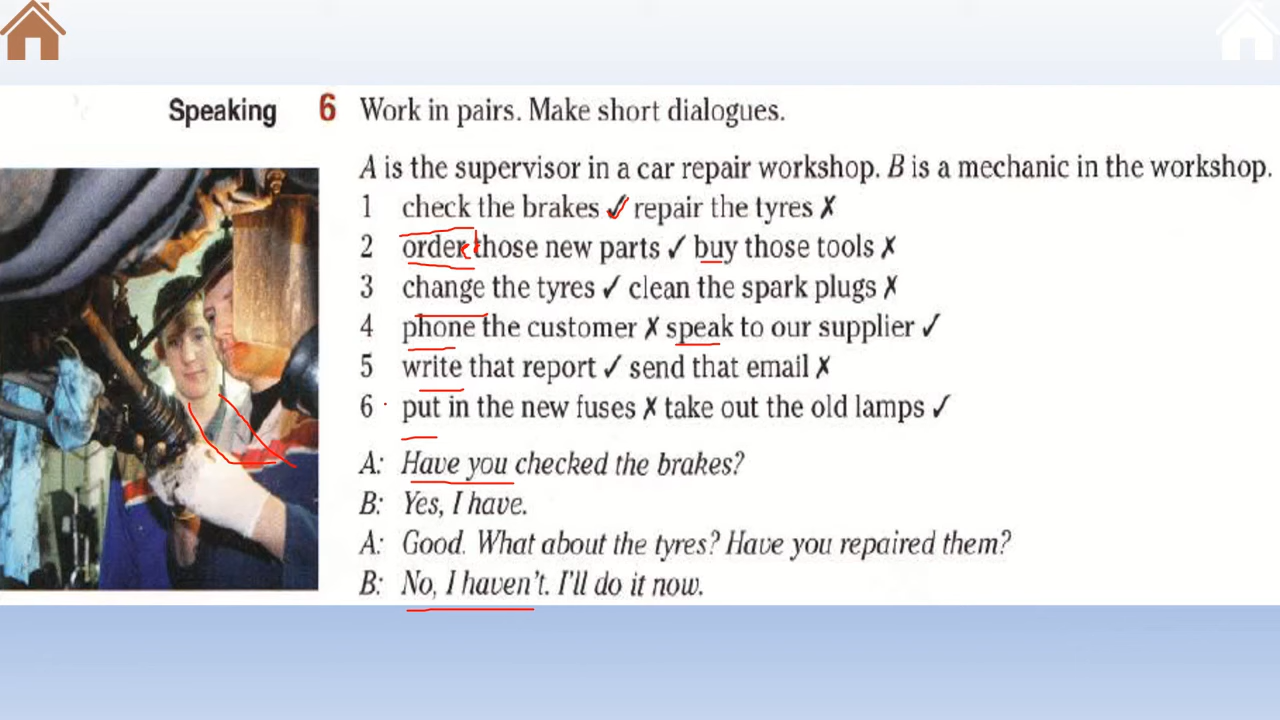 Speaking 6 Work in pairs. Make short dialogues.
A is the supervisor in a car repair workshop. B is a mechanic in the workshop.
1 check the brakes ✓ repair the tyres ✗
2 order those new parts ✓ buy those tools ✗
3 change the tyres ✓ clean the spark plugs ✗
4 phone the customer ✗ speak to our supplier ✓
5 write that report ✓ send that email ✗
6 put in the new fuses ✗ take out the old lamps ✓
A: Have you checked the brakes?
B: Yes, I have.
A: Good. What about the tyres? Have you repaired them?
B: No, I haven't. I'll do it now.